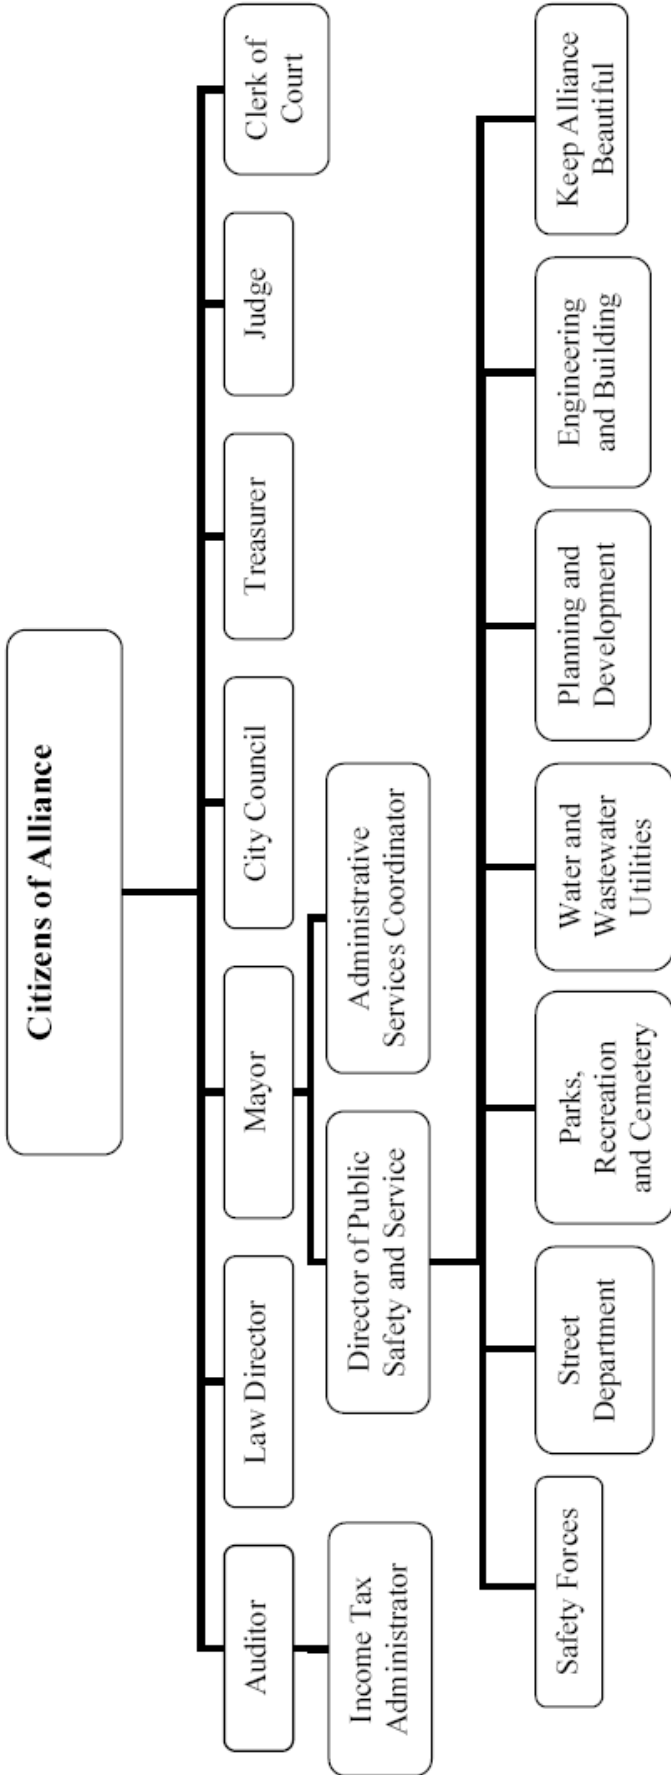 Citizens of Alliance
Auditor
Law Director
Mayor
City Council
Treasurer
Judge
Clerk of
Court
Income Tax
Administrator
Director of Public
Safety and Service
Administrative
Services Coordinator
Safety Forces
Street
Department
Parks,
Recreation
and Cemetery
Water and
Wastewater
Utilities
Planning and
Development
Engineering
and Building
Keep Alliance
Beautiful